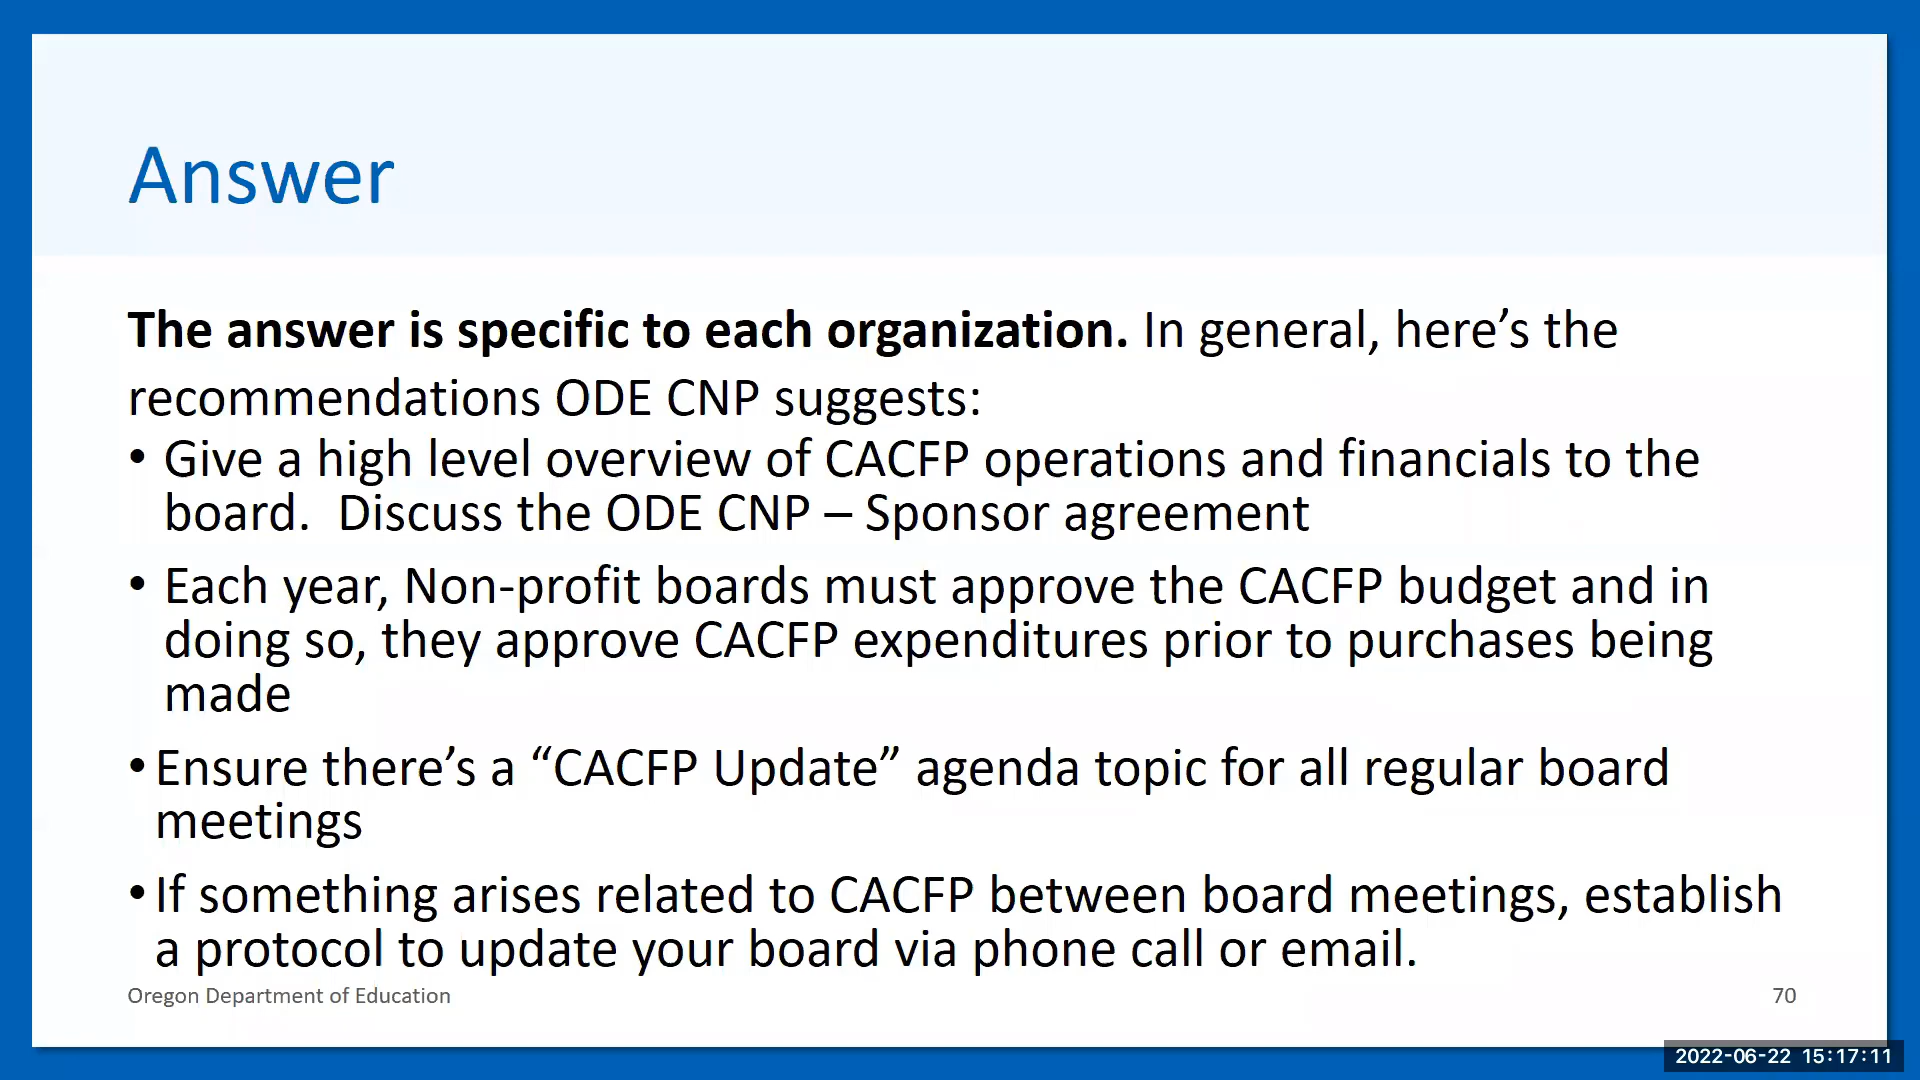 Answer
The answer is specific to each organization. In general, here’s the
recommendations ODE CNP suggests:
• Give a high level overview of CACFP operations and financials to the
board.  Discuss the ODE CNP – Sponsor agreement
• Each year, Non-profit boards must approve the CACFP budget and in
doing so, they approve CACFP expenditures prior to purchases being
made
• Ensure there’s a “CACFP Update” agenda topic for all regular board
meetings
• If something arises related to CACFP between board meetings, establish
a protocol to update your board via phone call or email.
Oregon Department of Education
70
2022-06-22 15:17:11